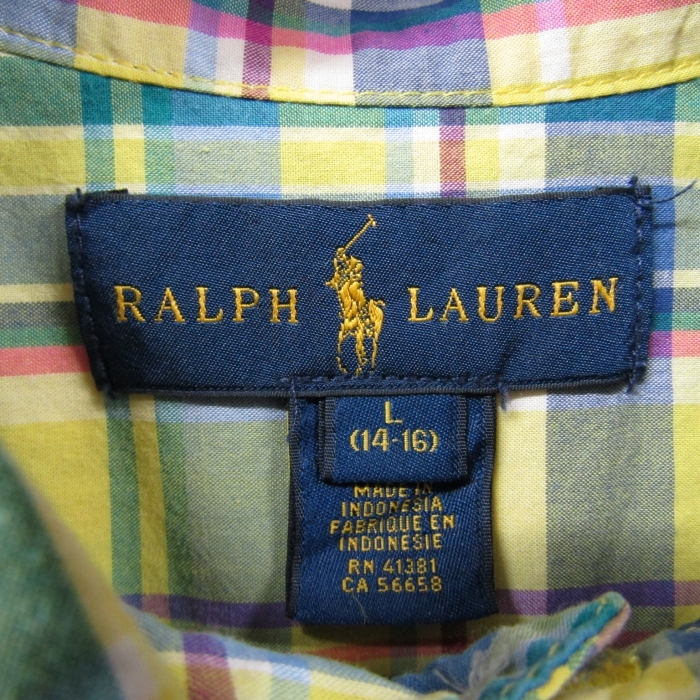 RALPH LAUREN
L
(14-16)
MADE IN
INDONESIA
FABRIQUE EN
INDONESIE
RN 41381
CA 56658